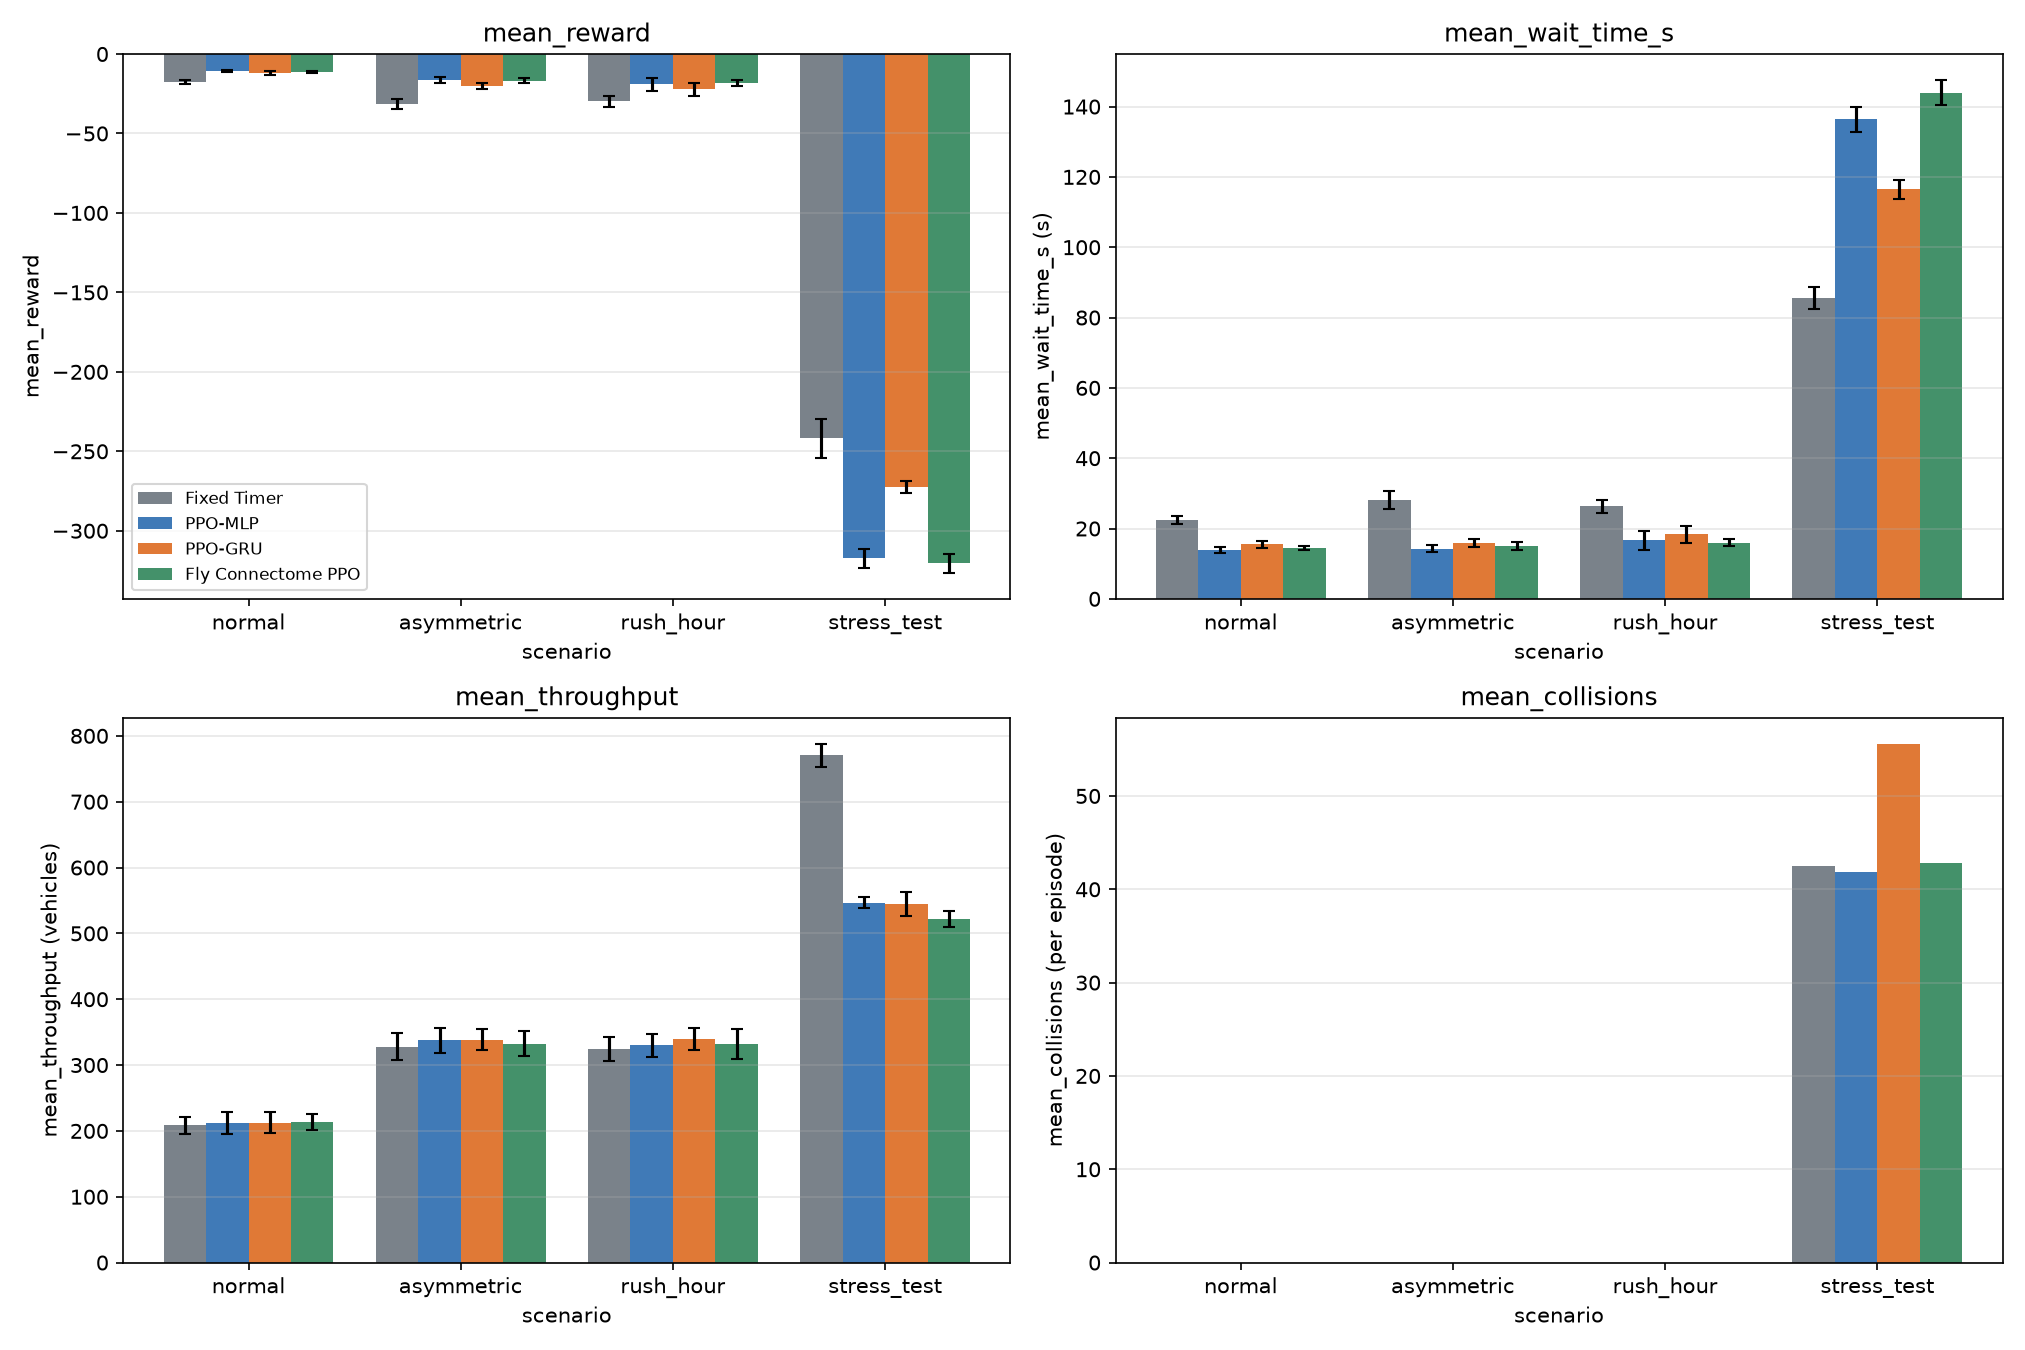 mean_reward
0
−50
−100
−150
−200
−250
−300
mean_reward
Fixed Timer
PPO-MLP
PPO-GRU
Fly Connectome PPO
normal
asymmetric
rush_hour
stress_test
scenario
mean_wait_time_s
140
120
100
80
60
40
20
0
mean_wait_time_s (s)
normal
asymmetric
rush_hour
stress_test
scenario
mean_throughput
800
700
600
500
400
300
200
100
0
mean_throughput (vehicles)
normal
asymmetric
rush_hour
stress_test
scenario
mean_collisions
50
40
30
20
10
0
mean_collisions (per episode)
normal
asymmetric
rush_hour
stress_test
scenario